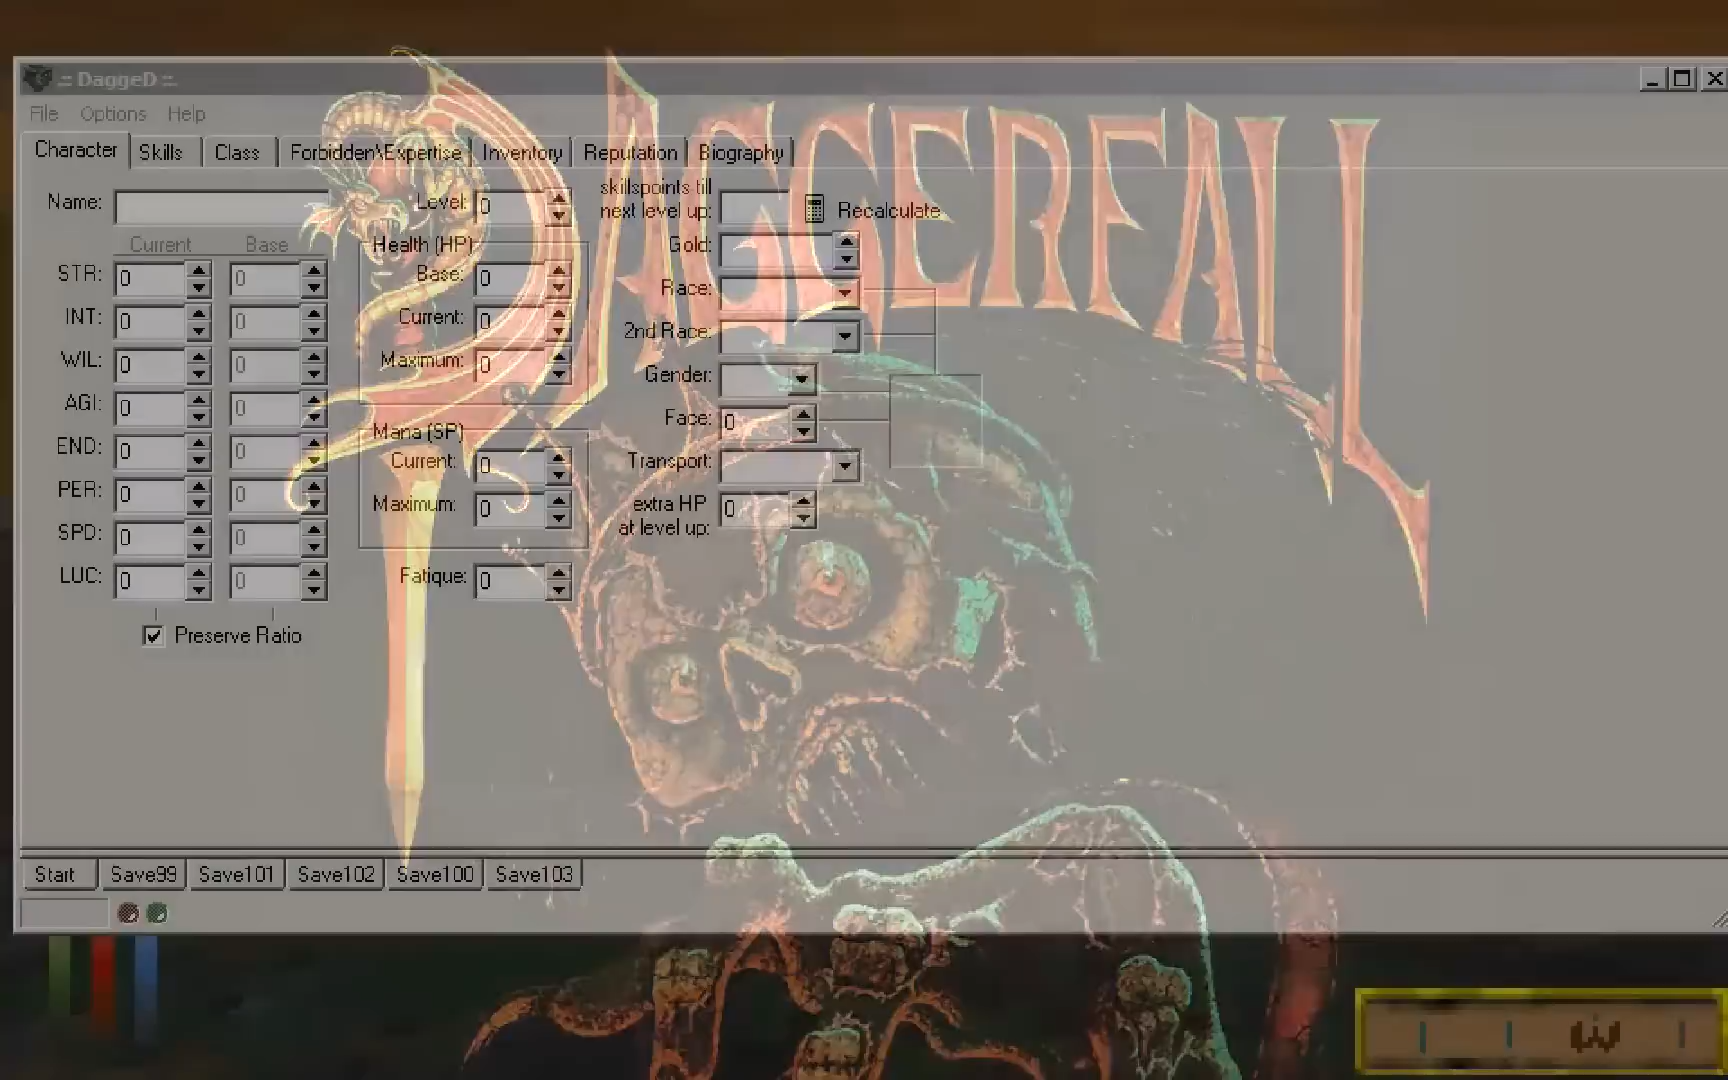 .:: DaggeD ::.
File Options Help
Character Skills Class Forbidden\Expertise Inventory Reputation Biography
DAGGERFALL
Name: Level: 0 skillspoints till next level up: Recalculate
Current Base Health (HP) Gold:
STR: 0 0 Base: 0 Race:
INT: 0 0 Current: 0 2nd Race:
WIL: 0 0 Maximum: 0 Gender:
AGI: 0 0 Face: 0
Mana (SP)
END: 0 0 Current: 0 Transport:
PER: 0 0 Maximum: 0 extra HP at level up: 0
SPD: 0 0
LUC: 0 0 Fatique: 0
Preserve Ratio
Start Save99 Save101 Save102 Save100 Save103
W